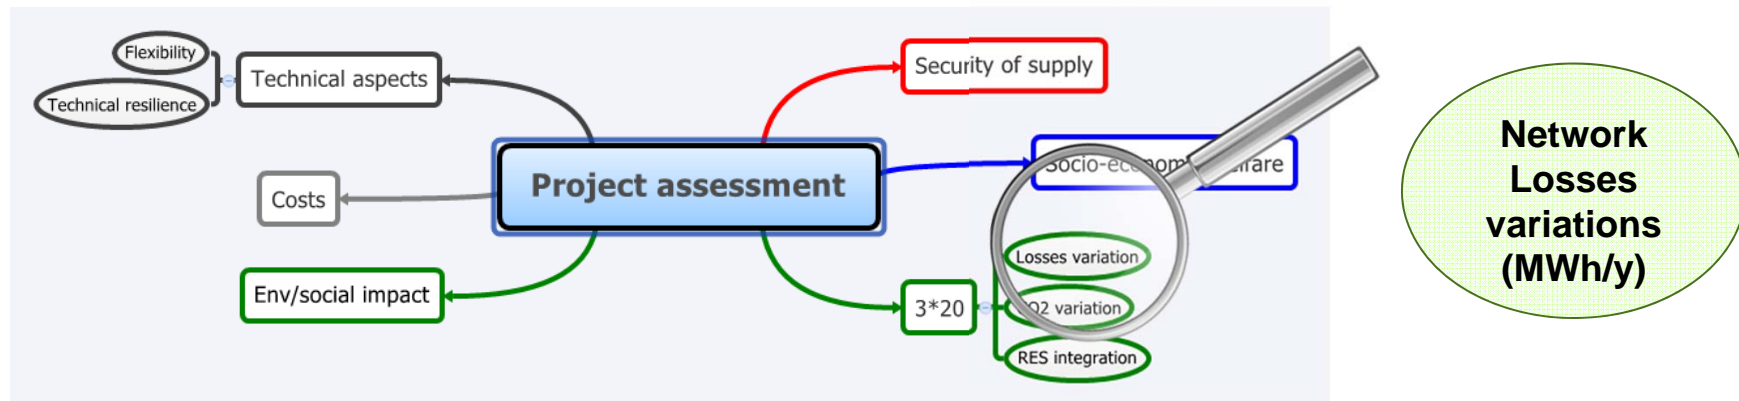 Flexibility
Technical resilience
Technical aspects
Costs
Env/social impact
Project assessment
Security of supply
3*20
Losses variation
variation
RES integration
Network
Losses
variations
(MWh/y)